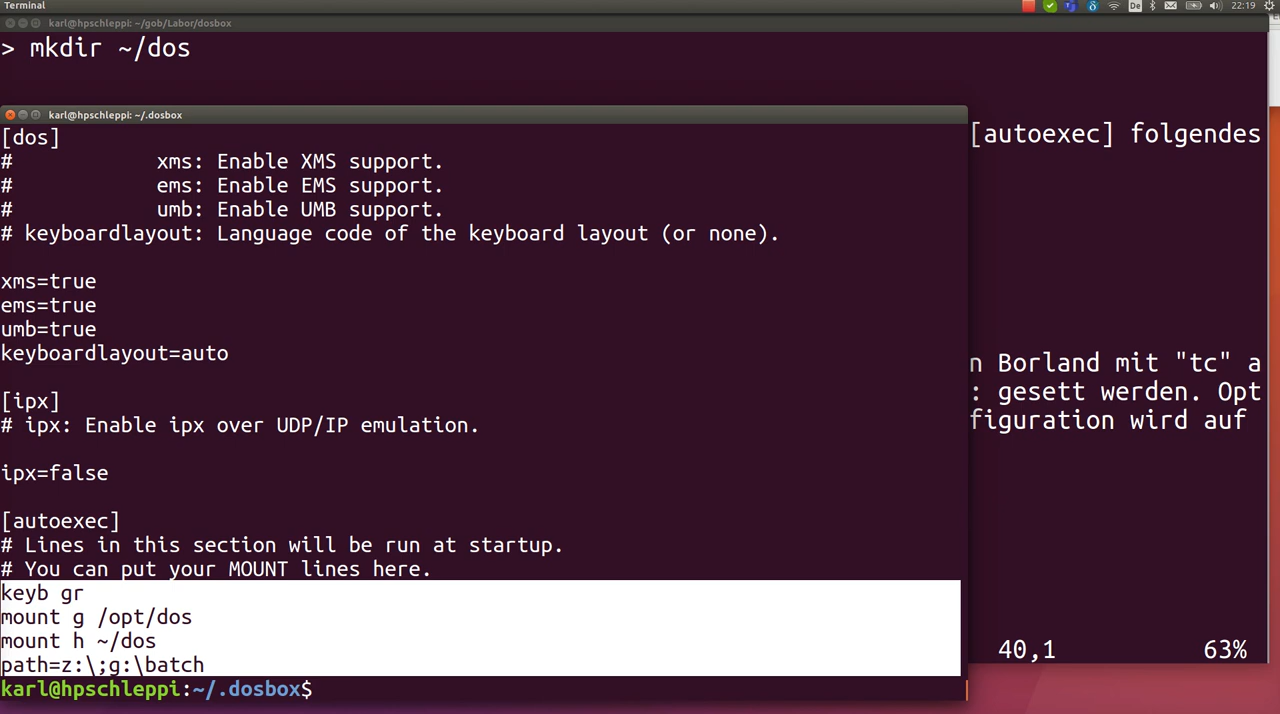 Terminal
De
22:19
karl@hpschleppi: ~/gob/Labor/dosbox
> mkdir ~/dos
karl@hpschleppi: ~/.dosbox
[autoexec] folgendes
[dos]
# xms: Enable XMS support.
# ems: Enable EMS support.
# umb: Enable UMB support.
# keyboardlayout: Language code of the keyboard layout (or none).
xms=true
ems=true
umb=true
keyboardlayout=auto
n Borland mit "tc" a
: gesett werden. Opt
figuration wird auf
[ipx]
# ipx: Enable ipx over UDP/IP emulation.
ipx=false
[autoexec]
# Lines in this section will be run at startup.
# You can put your MOUNT lines here.
keyb gr
mount g /opt/dos
mount h ~/dos
path=z:\;g:\batch
40,1 63%
karl@hpschleppi:~/.dosbox$